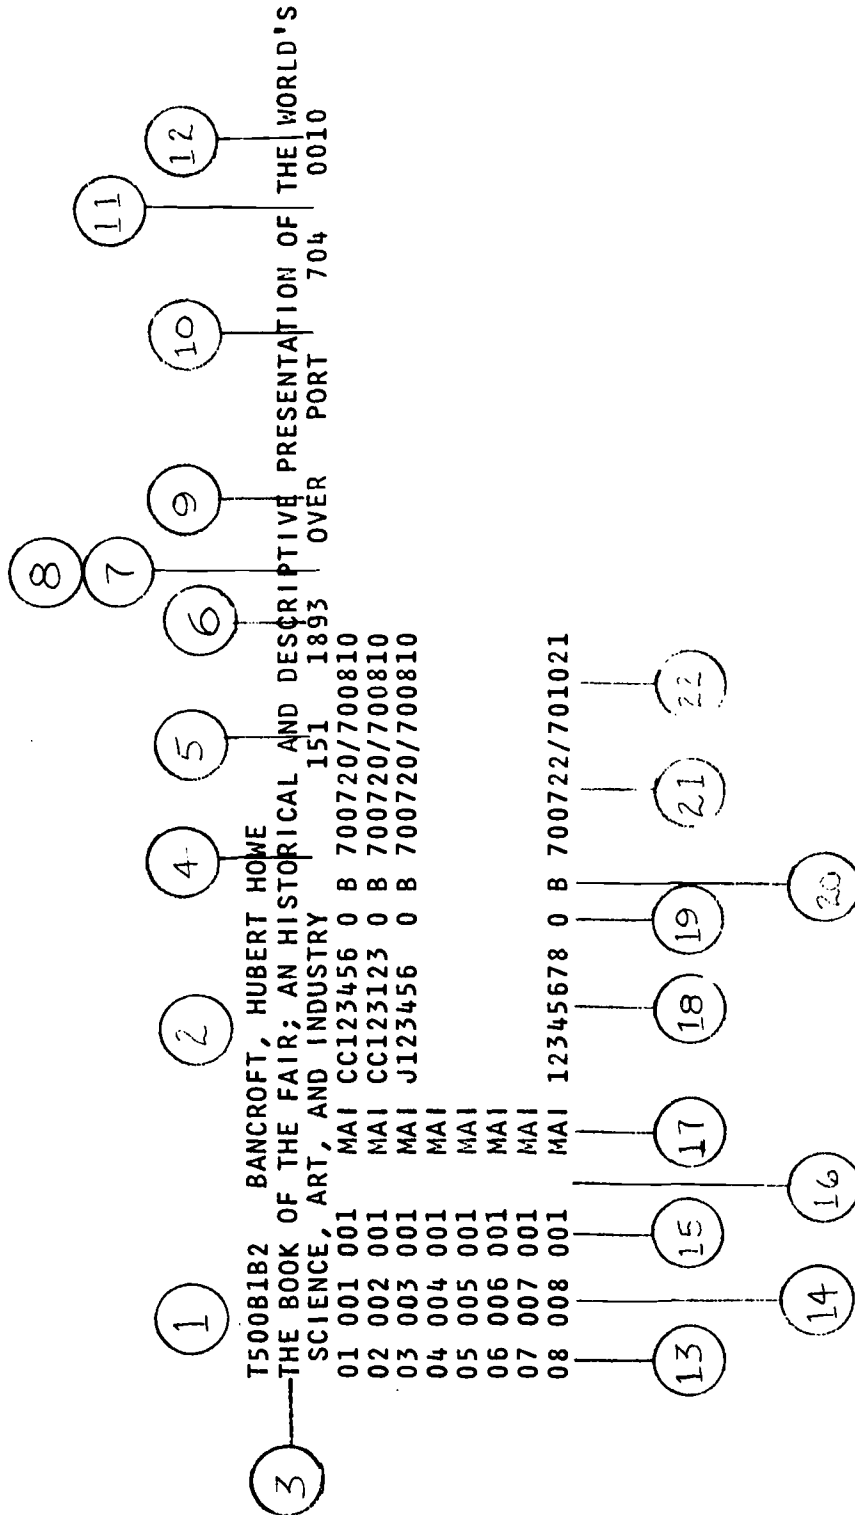 8
7 11
1 2 4 5 6 9 10 12
T500B1B2 BANCROFT, HUBERT HOWE
3 THE BOOK OF THE FAIR; AN HISTORICAL AND DESCRIPTIVE PRESENTATION OF THE WORLD'S
SCIENCE, ART, AND INDUSTRY 151 1893 OVER PORT 704 0010
01 001 001 MAI CC123456 0 B 700720/700810
02 002 001 MAI CC123123 0 B 700720/700810
03 003 001 MAI J123456 0 B 700720/700810
04 004 001 MAI
05 005 001 MAI
06 006 001 MAI
07 007 001 MAI
08 008 001 MAI 12345678 0 B 700722/701021
13 15 17 18 19 21 22
14 16 20